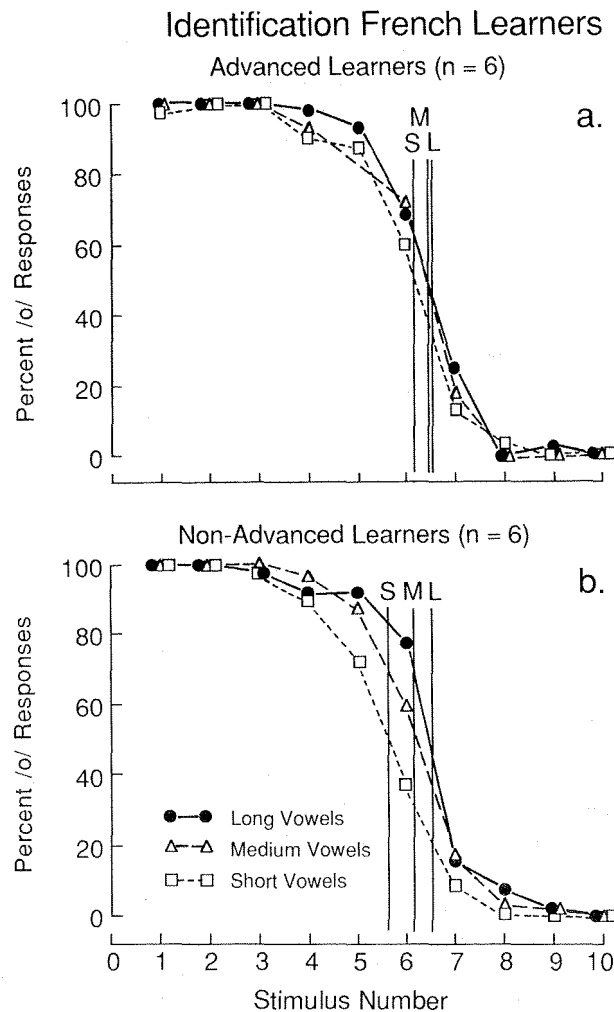 Identification French Learners
Advanced Learners (n = 6)
a.
M
S L
100
80
60
40
20
0
Percent /o/ Responses
Non-Advanced Learners (n = 6)
b.
S M L
100
80
60
40
20
0
Percent /o/ Responses
Long Vowels
Medium Vowels
Short Vowels
0 1 2 3 4 5 6 7 8 9 10
Stimulus Number